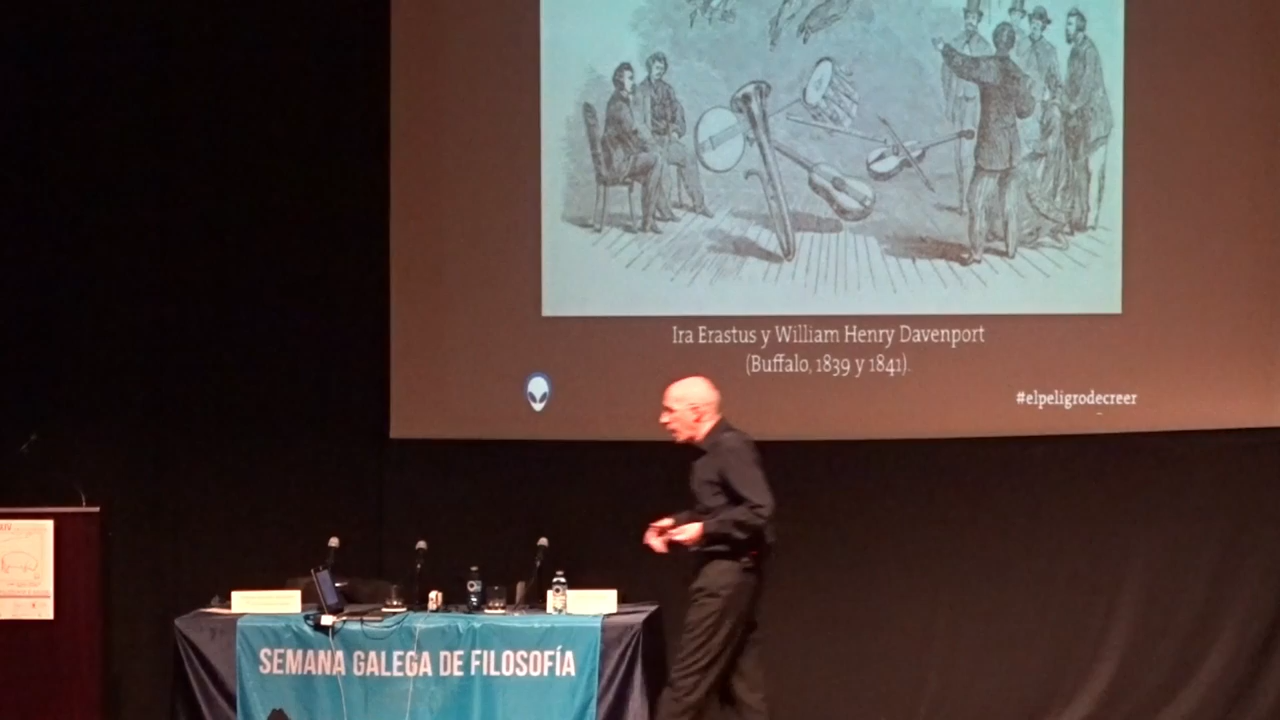 Ira Erastus y William Henry Davenport
(Buffalo, 1839 y 1841).
#elpeligrodecreer
SEMANA GALEGA DE FILOSOFÍA